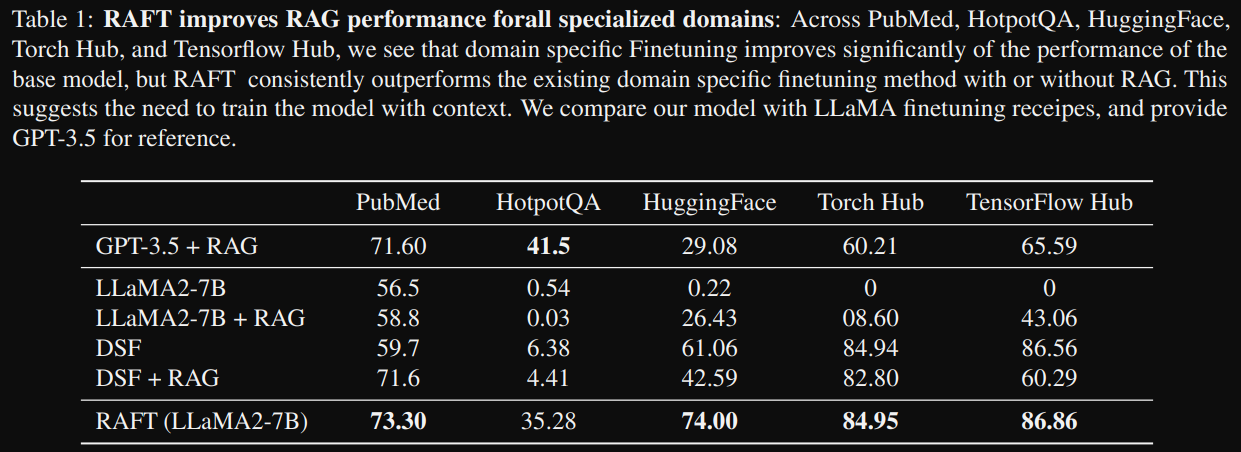 Table 1: RAFT improves RAG performance forall specialized domains: Across PubMed, HotpotQA, HuggingFace,
Torch Hub, and Tensorflow Hub, we see that domain specific Finetuning improves significantly of the performance of the
base model, but RAFT consistently outperforms the existing domain specific finetuning method with or without RAG. This
suggests the need to train the model with context. We compare our model with LLaMA finetuning receipes, and provide
GPT-3.5 for reference.
PubMed HotpotQA HuggingFace Torch Hub TensorFlow Hub
GPT-3.5 + RAG 71.60 41.5 29.08 60.21 65.59
LLaMA2-7B 56.5 0.54 0.22 0 0
LLaMA2-7B + RAG 58.8 0.03 26.43 08.60 43.06
DSF 59.7 6.38 61.06 84.94 86.56
DSF + RAG 71.6 4.41 42.59 82.80 60.29
RAFT (LLaMA2-7B) 73.30 35.28 74.00 84.95 86.86